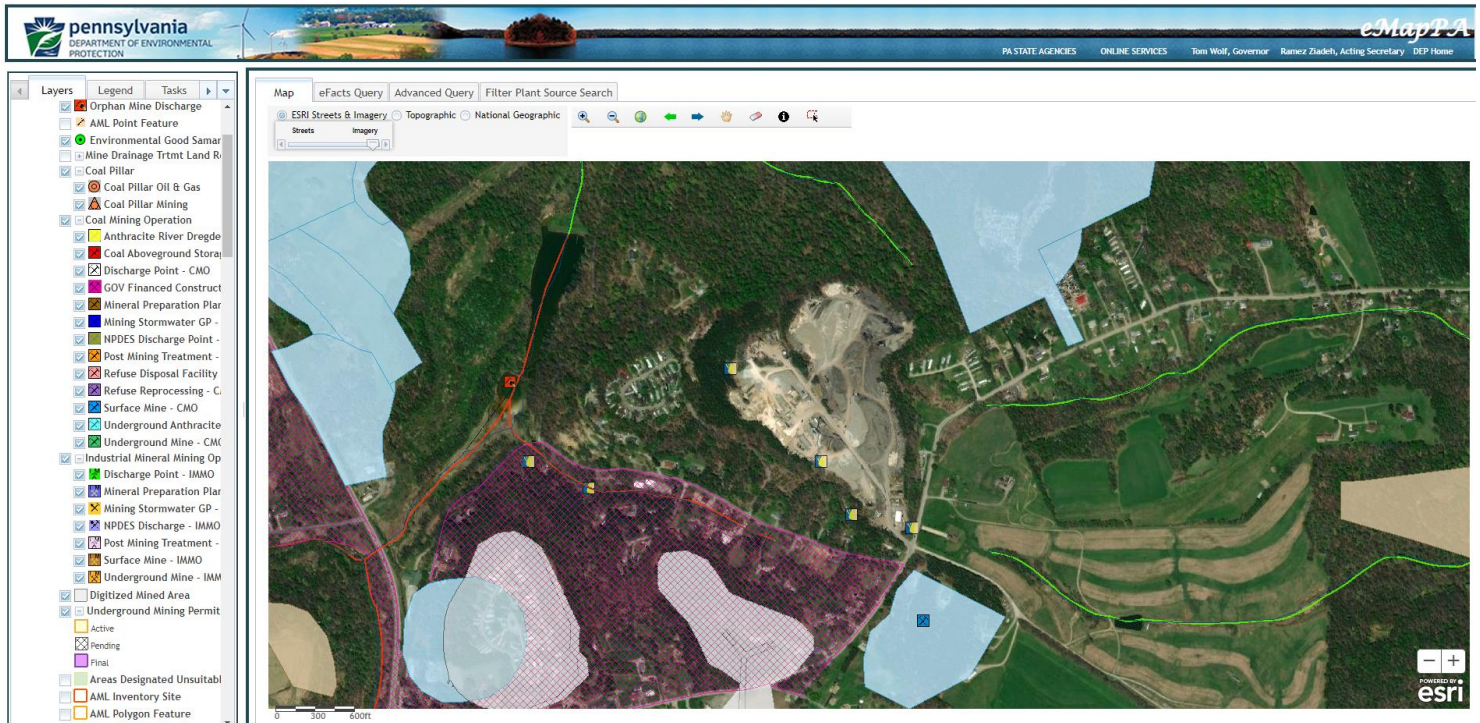 pennsylvania
DEPARTMENT OF ENVIRONMENTAL
PROTECTION
eMapPA
PA STATE AGENCIES ONLINE SERVICES Tom Wolf, Governor Ramez Ziadeh, Acting Secretary DEP Home
Layers Legend Tasks
Orphan Mine Discharge
AML Point Feature
Environmental Good Samar
Mine Drainage Trtmt Land R
Coal Pillar
Coal Pillar Oil & Gas
Coal Pillar Mining
Coal Mining Operation
Anthracite River Dregde
Coal Aboveground Stora
Discharge Point - CMO
GOV Financed Construct
Mineral Preparation Plan
Mining Stormwater GP -
NPDES Discharge Point -
Post Mining Treatment -
Refuse Disposal Facility
Refuse Reprocessing - C
Surface Mine - CMO
Underground Anthracite
Underground Mine - CMO
Industrial Mineral Mining Op
Discharge Point - IMMO
Mineral Preparation Plan
Mining Stormwater GP -
NPDES Discharge - IMMO
Post Mining Treatment -
Surface Mine - IMMO
Underground Mine - IMM
Digitized Mined Area
Underground Mining Permit
Active
Pending
Final
Areas Designated Unsuitabl
AML Inventory Site
AML Polygon Feature
Map eFacts Query Advanced Query Filter Plant Source Search
ESRI Streets & Imagery Topographic National Geographic
Streets Imagery
0 300 600ft
POWERED BY
esri